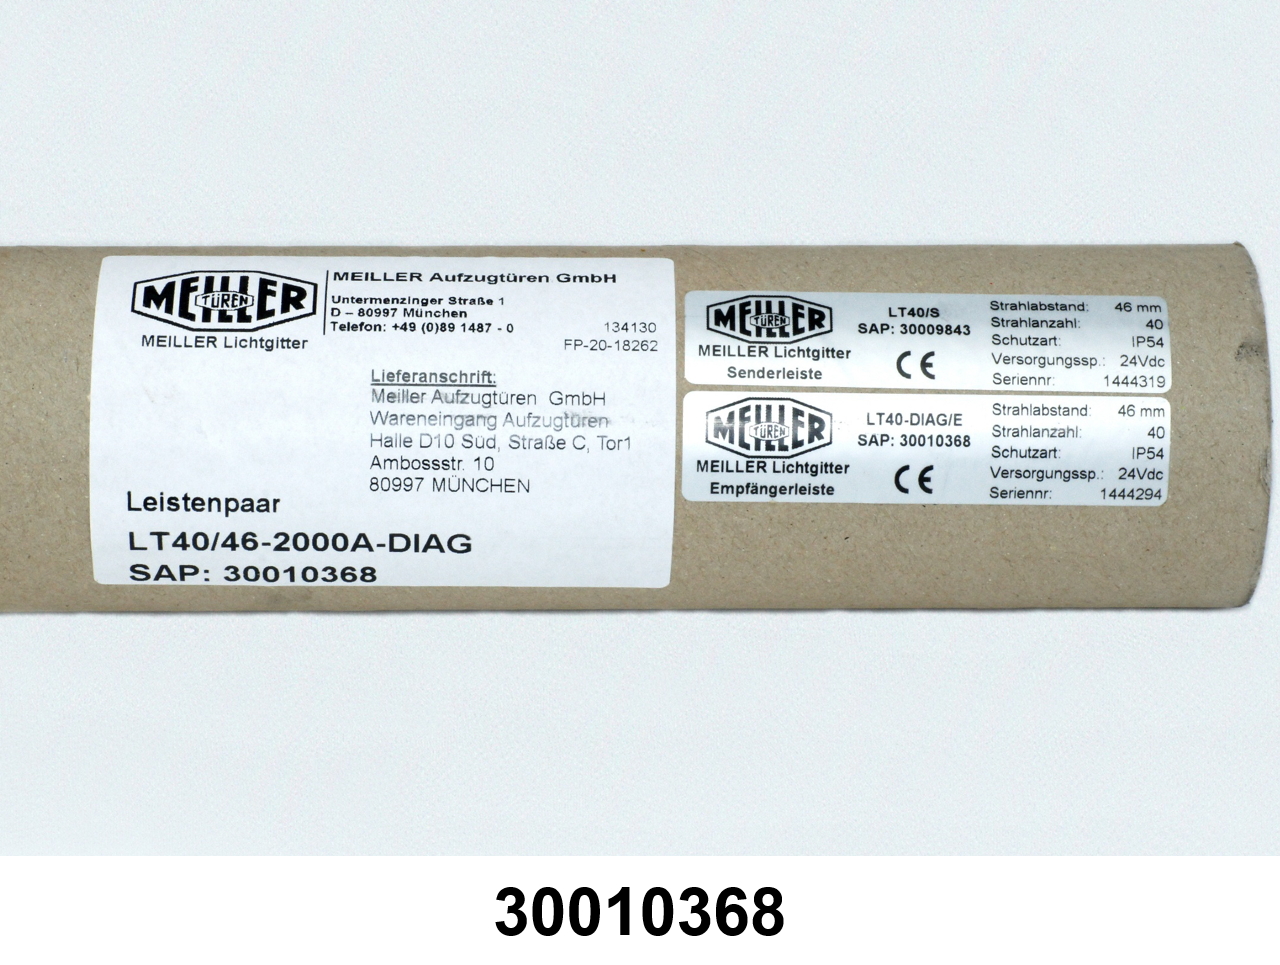 MEILLER
TÜREN
MEILLER Lichtgitter
MEILLER Aufzugtüren GmbH
Untermenzinger Straße 1
D – 80997 München
Telefon: +49 (0)89 1487 - 0
134130
FP-20-18262
Lieferanschrift:
Meiller Aufzugtüren GmbH
Wareneingang Aufzugtüren
Halle D10 Süd, Straße C, Tor1
Ambossstr. 10
80997 MÜNCHEN
Leistenpaar
LT40/46-2000A-DIAG
SAP: 30010368
MEILLER
TÜREN
MEILLER Lichtgitter
Senderleiste
LT40/S
SAP: 30009843
CE
Strahlabstand: 46 mm
Strahlanzahl: 40
Schutzart: IP54
Versorgungssp.: 24Vdc
Seriennr: 1444319
MEILLER
TÜREN
MEILLER Lichtgitter
Empfängerleiste
LT40-DIAG/E
SAP: 30010368
CE
Strahlabstand: 46 mm
Strahlanzahl: 40
Schutzart: IP54
Versorgungssp.: 24Vdc
Seriennr: 1444294
30010368